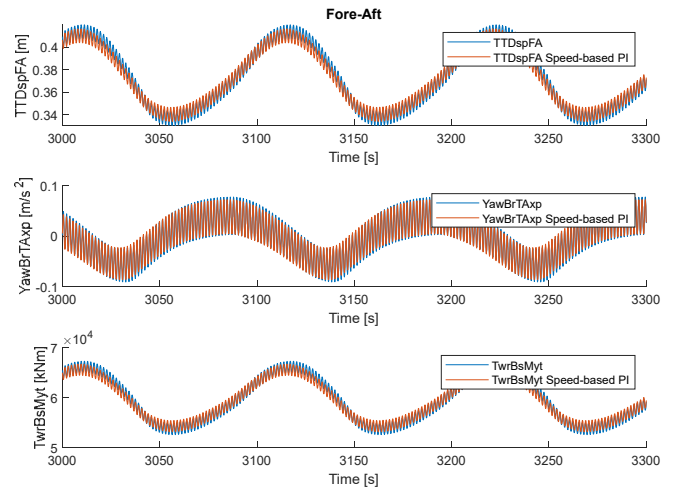 Fore-Aft
TTDspFA [m]
0.4
0.38
0.36
0.34
TTDspFA
TTDspFA Speed-based PI
3000 3050 3100 3150 3200 3250 3300
Time [s]
YawBrTAxp [m/s²]
0.1
0
-0.1
YawBrTAxp
YawBrTAxp Speed-based PI
3000 3050 3100 3150 3200 3250 3300
Time [s]
TwrBsMyt [kNm]
×10⁴
7
6
5
TwrBsMyt
TwrBsMyt Speed-based PI
3000 3050 3100 3150 3200 3250 3300
Time [s]